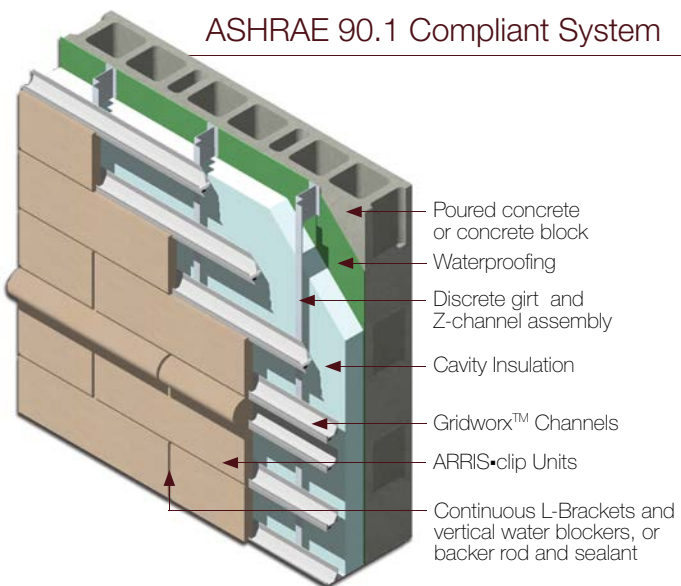 ASHRAE 90.1 Compliant System
Poured concrete
or concrete block
Waterproofing
Discrete girt and
Z-channel assembly
Cavity Insulation
Gridworx™ Channels
ARRIS▪clip Units
Continuous L-Brackets and
vertical water blockers, or
backer rod and sealant